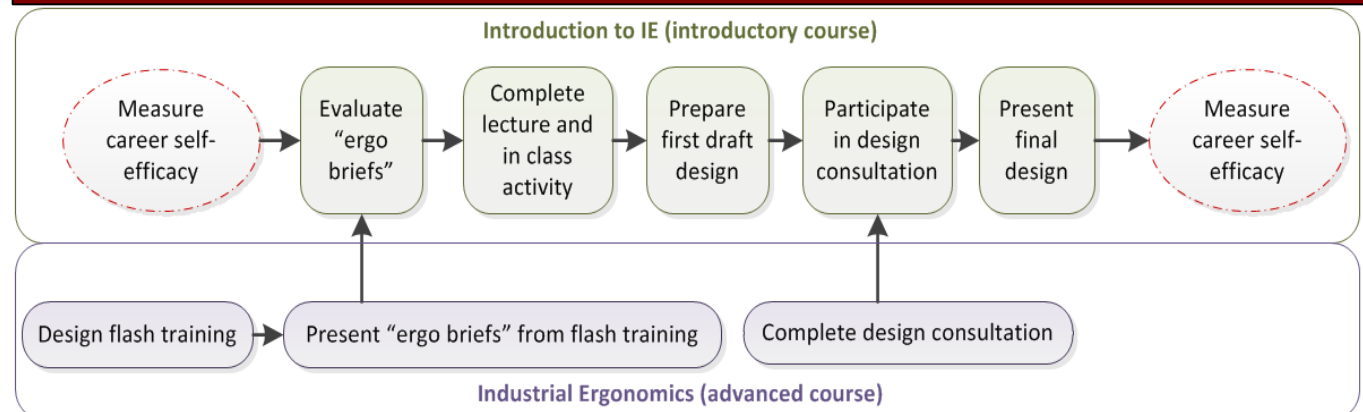 Introduction to IE (introductory course)
Measure
career self-
efficacy
Evaluate
“ergo
briefs”
Complete
lecture and
in class
activity
Prepare
first draft
design
Participate
in design
consultation
Present
final
design
Measure
career self-
efficacy
Design flash training
Present “ergo briefs” from flash training
Complete design consultation
Industrial Ergonomics (advanced course)